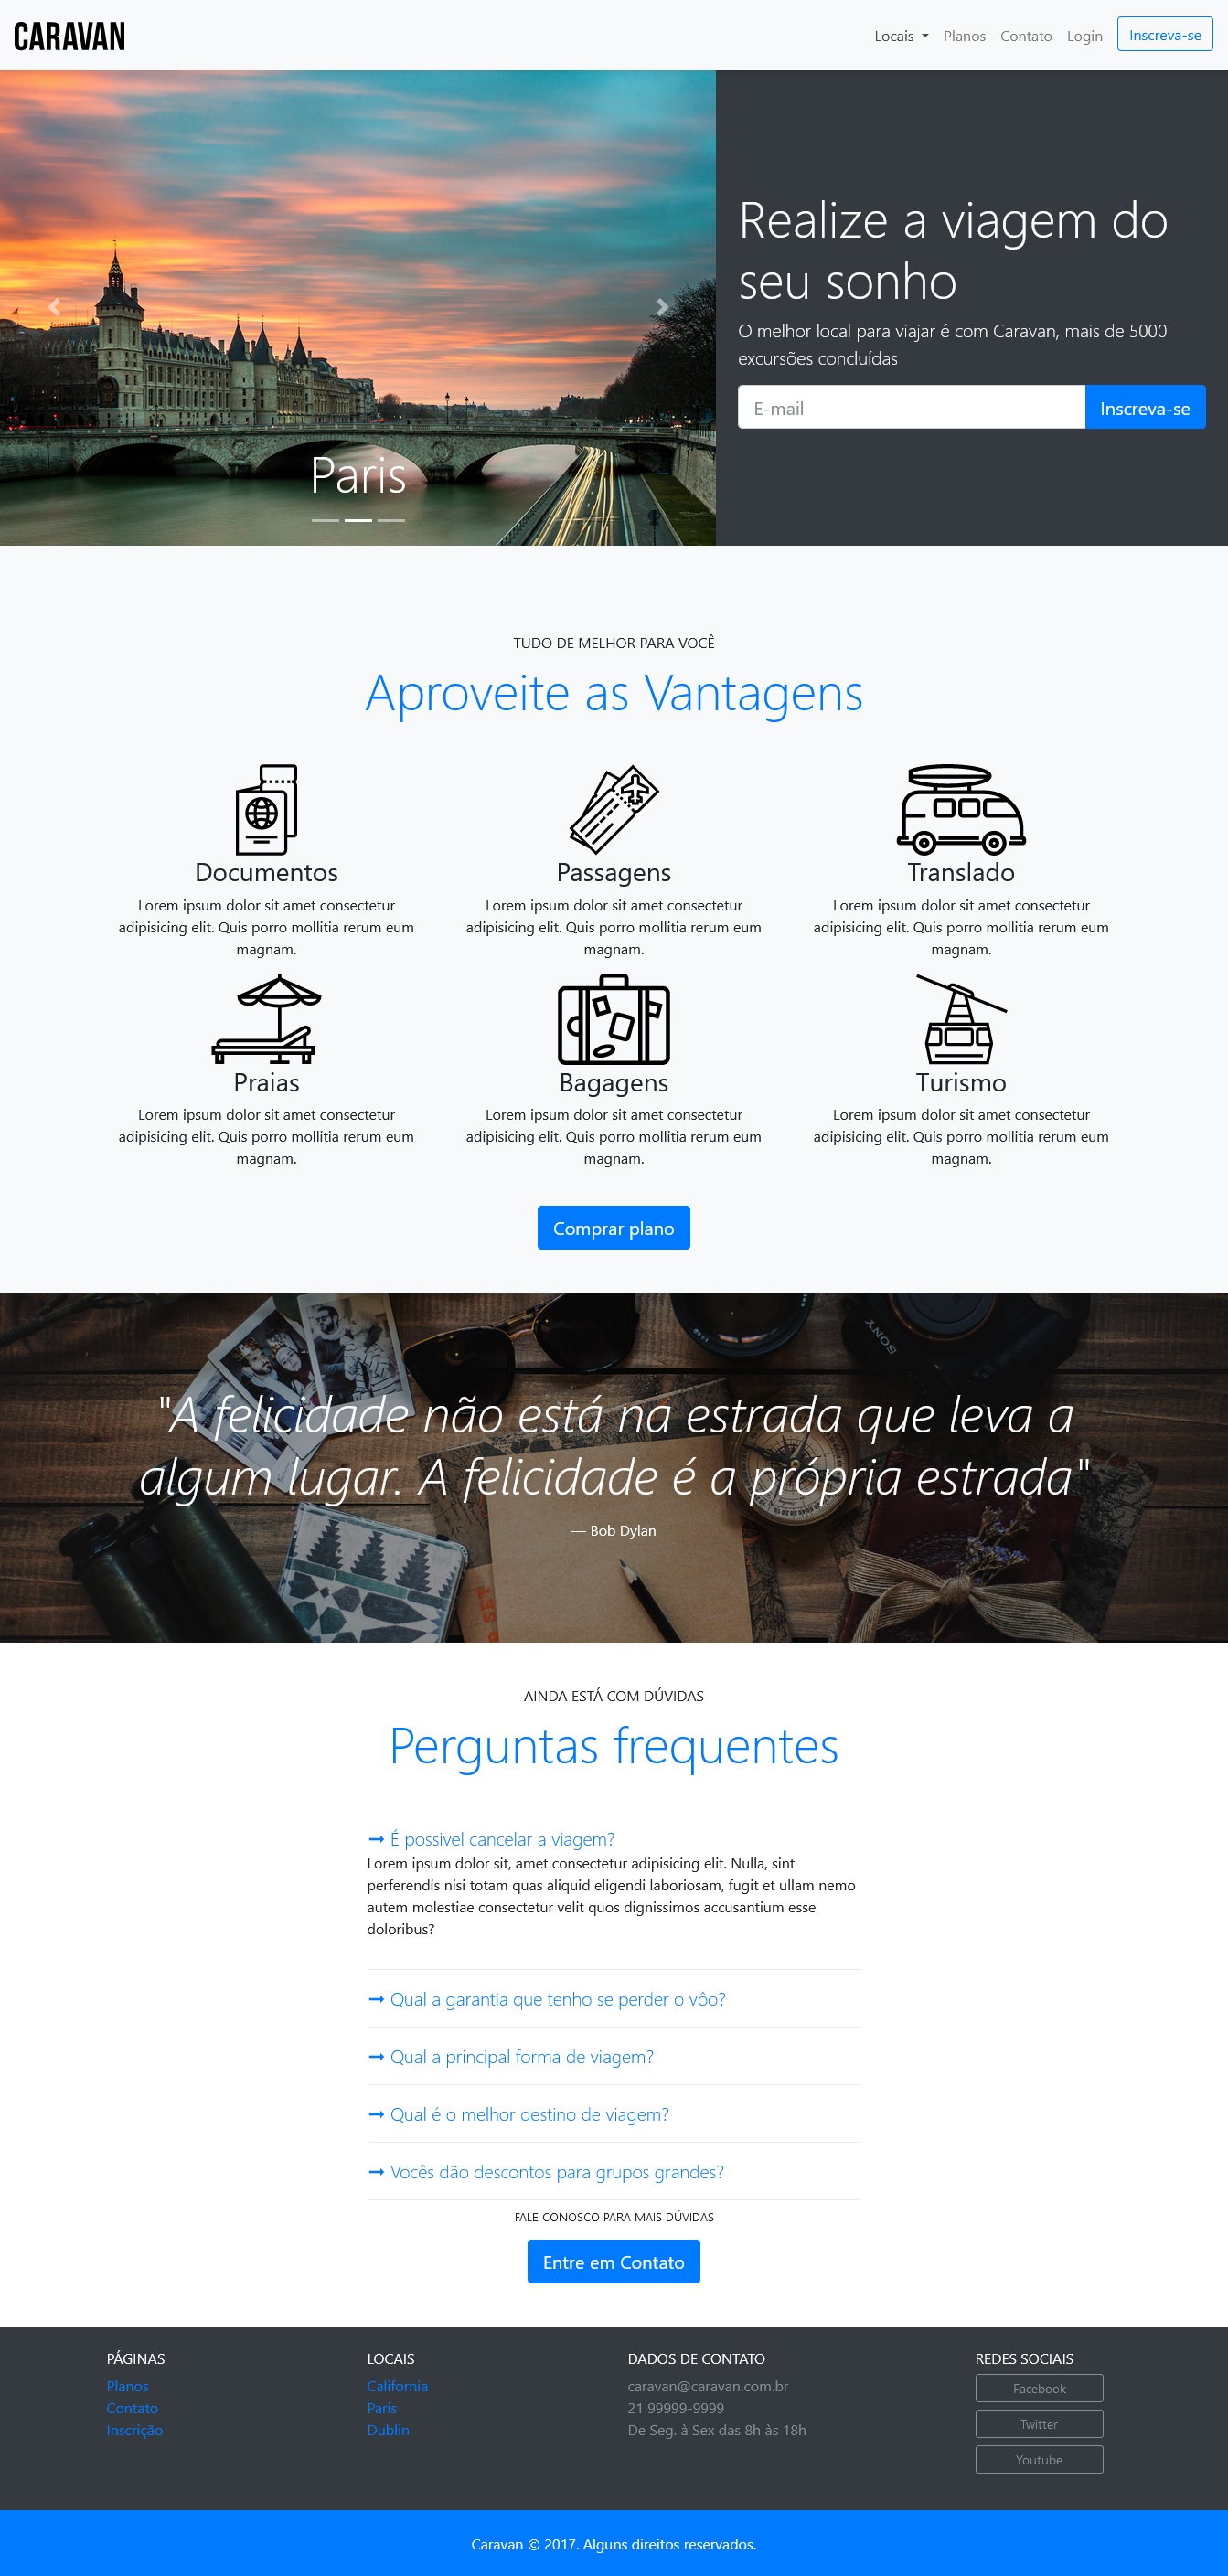 CARAVAN
Locais
Planos
Contato
Login
Inscreva-se
Realize a viagem do
seu sonho
O melhor local para viajar é com Caravan, mais de 5000
excursões concluídas
E-mail
Inscreva-se
Paris
TUDO DE MELHOR PARA VOCÊ
Aproveite as Vantagens
Documentos
Lorem ipsum dolor sit amet consectetur
adipisicing elit. Quis porro mollitia rerum eum
magnam.
Passagens
Lorem ipsum dolor sit amet consectetur
adipisicing elit. Quis porro mollitia rerum eum
magnam.
Translado
Lorem ipsum dolor sit amet consectetur
adipisicing elit. Quis porro mollitia rerum eum
magnam.
Praias
Lorem ipsum dolor sit amet consectetur
adipisicing elit. Quis porro mollitia rerum eum
magnam.
Bagagens
Lorem ipsum dolor sit amet consectetur
adipisicing elit. Quis porro mollitia rerum eum
magnam.
Turismo
Lorem ipsum dolor sit amet consectetur
adipisicing elit. Quis porro mollitia rerum eum
magnam.
Comprar plano
SONY
"A felicidade não está na estrada que leva a
algum lugar. A felicidade é a própria estrada"
— Bob Dylan
AINDA ESTÁ COM DÚVIDAS
Perguntas frequentes
É possivel cancelar a viagem?
Lorem ipsum dolor sit, amet consectetur adipisicing elit. Nulla, sint
perferendis nisi totam quas aliquid eligendi laboriosam, fugit et ullam nemo
autem molestiae consectetur velit quos dignissimos accusantium esse
doloribus?
Qual a garantia que tenho se perder o vôo?
Qual a principal forma de viagem?
Qual é o melhor destino de viagem?
Vocês dão descontos para grupos grandes?
FALE CONOSCO PARA MAIS DÚVIDAS
Entre em Contato
PÁGINAS
Planos
Contato
Inscrição
LOCAIS
California
Paris
Dublin
DADOS DE CONTATO
caravan@caravan.com.br
21 99999-9999
De Seg. à Sex das 8h às 18h
REDES SOCIAIS
Facebook
Twitter
Youtube
Caravan © 2017. Alguns direitos reservados.